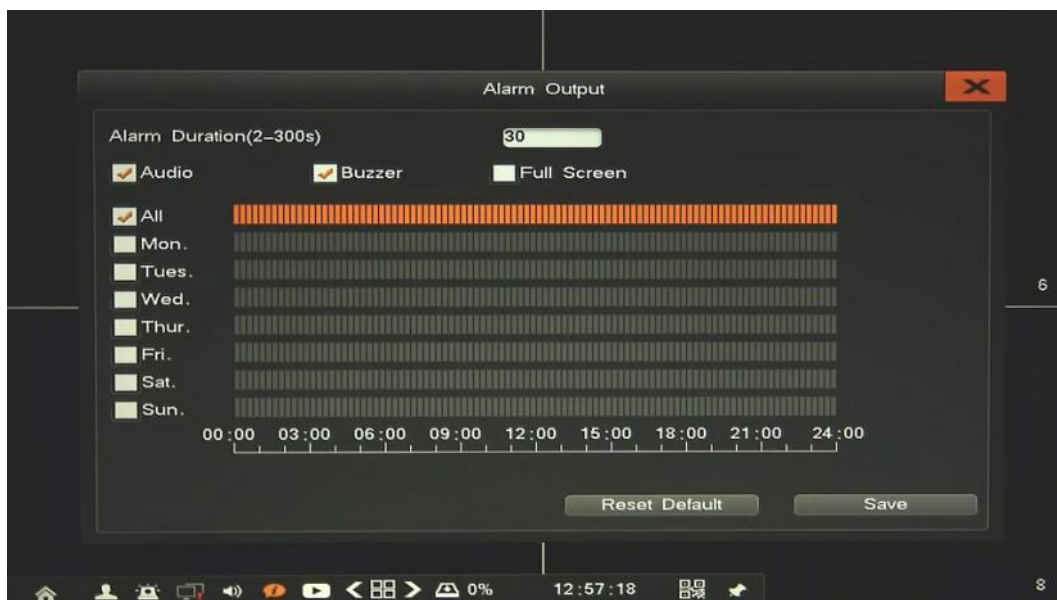 Alarm Output
Alarm Duration(2-300s) 30
Audio Buzzer Full Screen
All
Mon.
Tues.
Wed.
Thur.
Fri.
Sat.
Sun.
00:00 03:00 06:00 09:00 12:00 15:00 18:00 21:00 24:00
Reset Default Save
6
0% 12:57:18
8